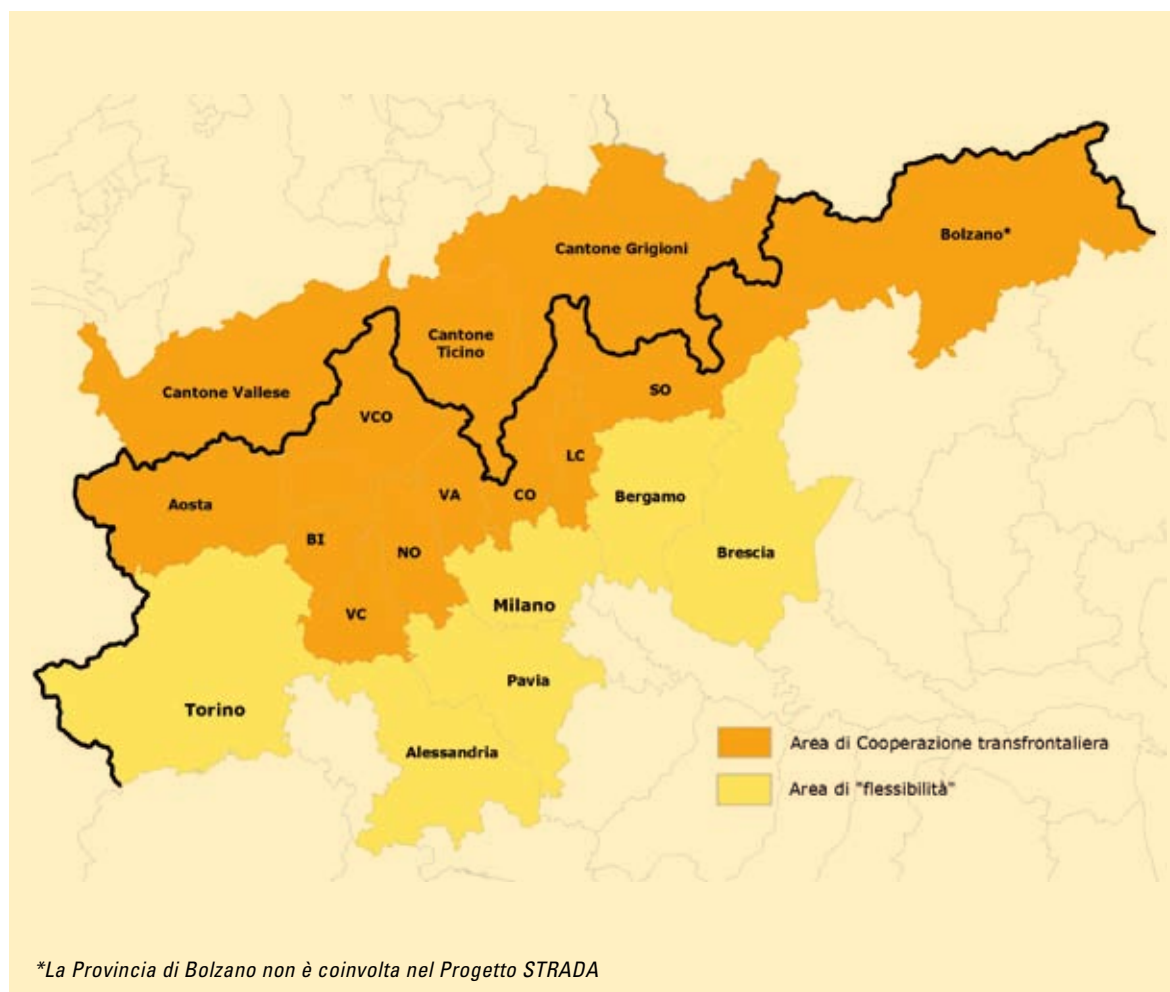 Bolzano*
Cantone Grigioni
Cantone
Ticino
Cantone Vallese
SO
VCO
LC
VA
CO
Bergamo
Aosta
BI
NO
Brescia
Milano
VC
Pavia
Torino
Alessandria
Area di Cooperazione transfrontaliera
Area di "flessibilità"
*La Provincia di Bolzano non è coinvolta nel Progetto STRADA